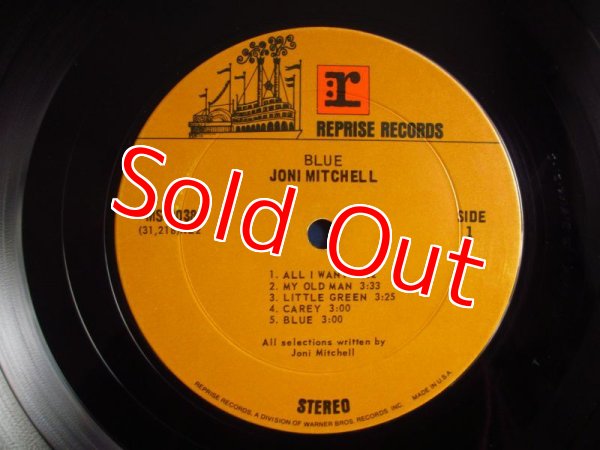 r
REPRISE RECORDS
BLUE
JONI MITCHELL
SIDE
1
Sold Out
1. ALL I
2. MY OLD MAN 3:33
3. LITTLE GREEN 3:25
4. CAREY 3:00
5. BLUE 3:00
All selections written by
Joni Mitchell
STEREO
REPRISE RECORDS, A DIVISION OF WARNER BROS. RECORDS INC. MADE IN U.S.A.